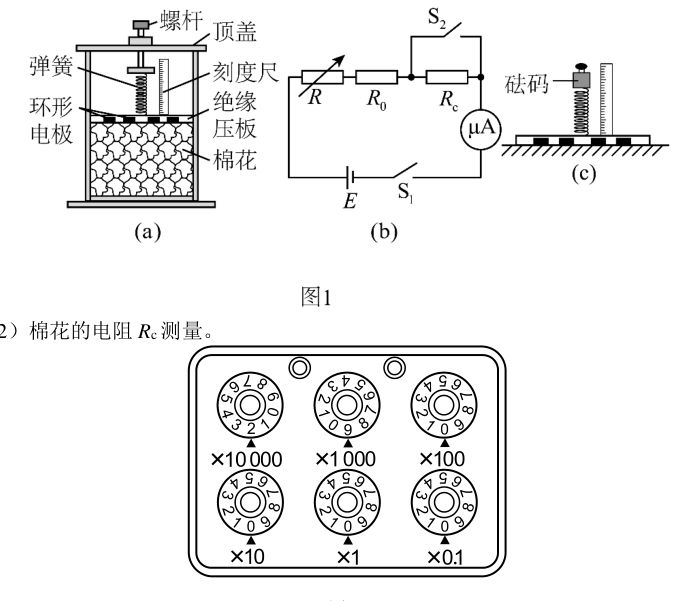 螺杆
顶盖
弹簧
刻度尺
环形电极
绝缘压板
棉花
(a)
S₂
R
R₀
Rc
μA
E
S₁
(b)
砝码
(c)
图1
2）棉花的电阻 Rc 测量。
×10 000
×1 000
×100
×10
×1
×0.1